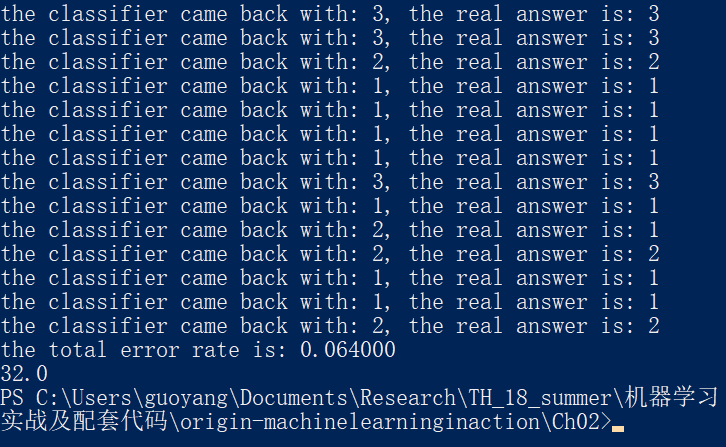 the classifier came back with: 3, the real answer is: 3
the classifier came back with: 3, the real answer is: 3
the classifier came back with: 2, the real answer is: 2
the classifier came back with: 1, the real answer is: 1
the classifier came back with: 1, the real answer is: 1
the classifier came back with: 1, the real answer is: 1
the classifier came back with: 1, the real answer is: 1
the classifier came back with: 3, the real answer is: 3
the classifier came back with: 1, the real answer is: 1
the classifier came back with: 2, the real answer is: 1
the classifier came back with: 2, the real answer is: 2
the classifier came back with: 1, the real answer is: 1
the classifier came back with: 1, the real answer is: 1
the classifier came back with: 2, the real answer is: 2
the total error rate is: 0.064000
32.0
PS C:\Users\guoyang\Documents\Research\TH_18_summer\机器学习
实战及配套代码\origin-machinelearninginaction\Ch02>